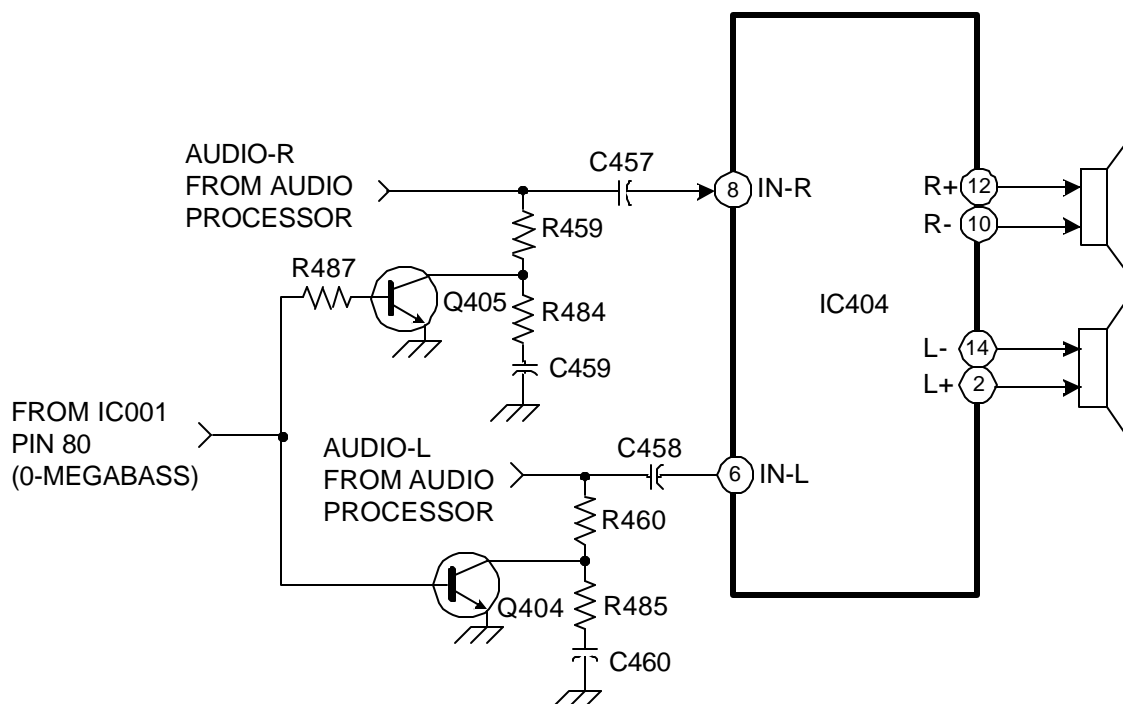 AUDIO-R
FROM AUDIO
PROCESSOR
C457
8
IN-R
R+
12
R-
10
R459
R487
Q405
R484
IC404
C459
L-
14
L+
2
FROM IC001
PIN 80
(0-MEGABASS)
AUDIO-L
FROM AUDIO
PROCESSOR
C458
6
IN-L
R460
Q404
R485
C460